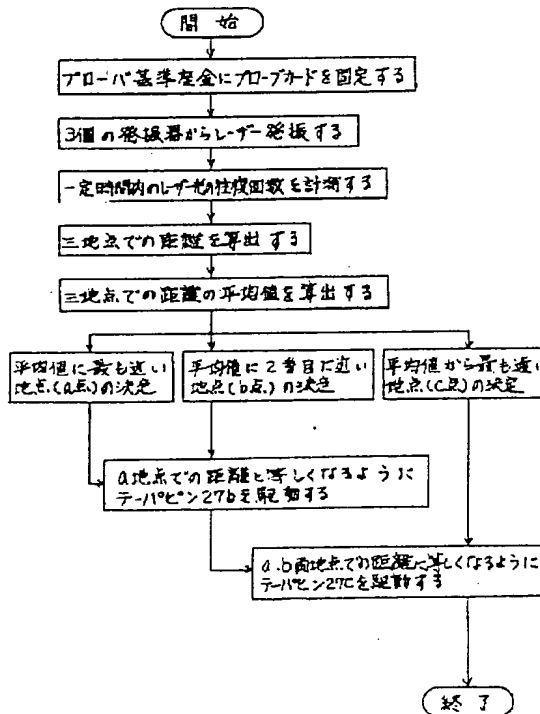 開始
プローバ基準座金にプローブカードを固定する
3個の発振器からレーザー発振する
一定時間内のレーザ光の往復回数を計測する
三地点での距離を算出する
三地点での距離の平均値を算出する
平均値に最も近い
地点(a点)の決定
平均値に2番目に近い
地点(b点)の決定
平均値から最も遠い
地点(c点)の決定
a地点での距離と等しくなるように
テーパピン27bを駆動する
a.b両地点での距離に等しくなるように
テーパピン27cを駆動する
終了